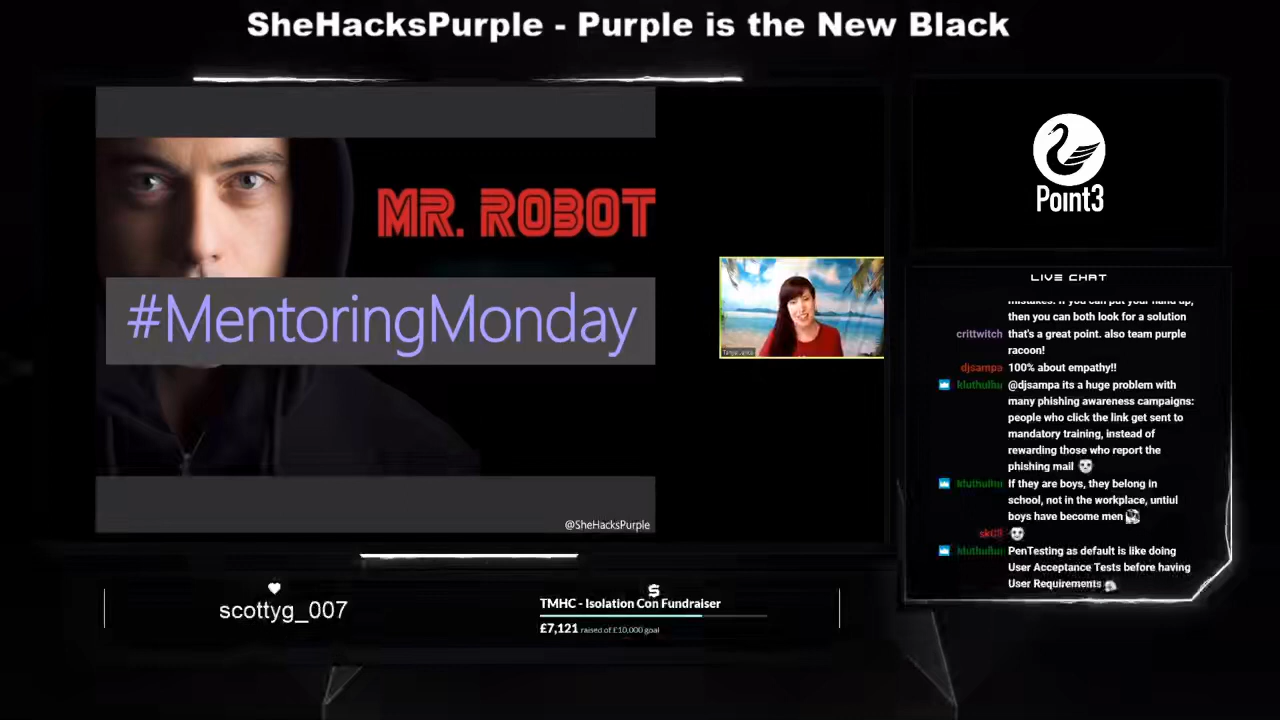 SheHacksPurple - Purple is the New Black
MR. ROBOT
#MentoringMonday
@SheHacksPurple
Point3
LIVE CHAT
mistakes. If you can put your hand up,
then you can both look for a solution
crittwitch that's a great point. also team purple
racoon!
djsampa 100% about empathy!!
kluthulhu @djsampa its a huge problem with
many phishing awareness campaigns:
people who click the link get sent to
mandatory training, instead of
rewarding those who report the
phishing mail
kluthulhu If they are boys, they belong in
school, not in the workplace, untiul
boys have become men
kluthulhu PenTesting as default is like doing
User Acceptance Tests before having
User Requirements
scottyg_007
$
TMHC - Isolation Con Fundraiser
£7,121 raised of £10,000 goal